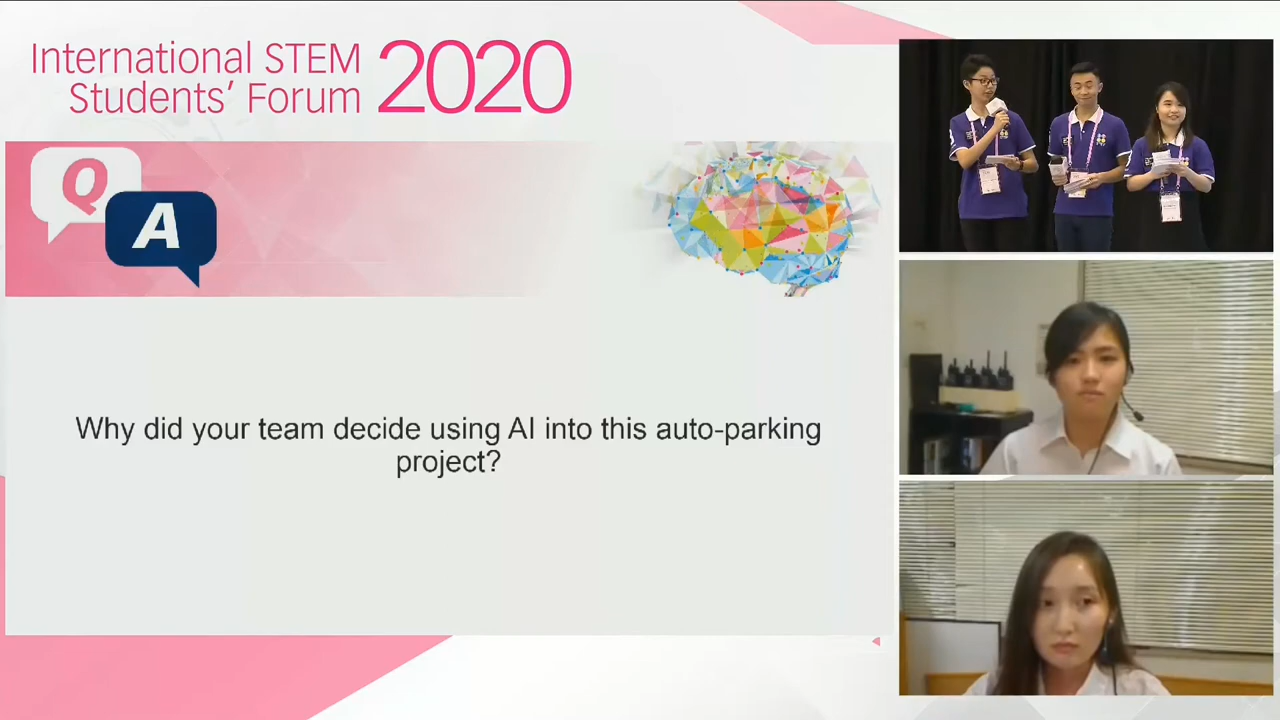 International STEM
Students' Forum
2020
Q
A
Why did your team decide using AI into this auto-parking
project?